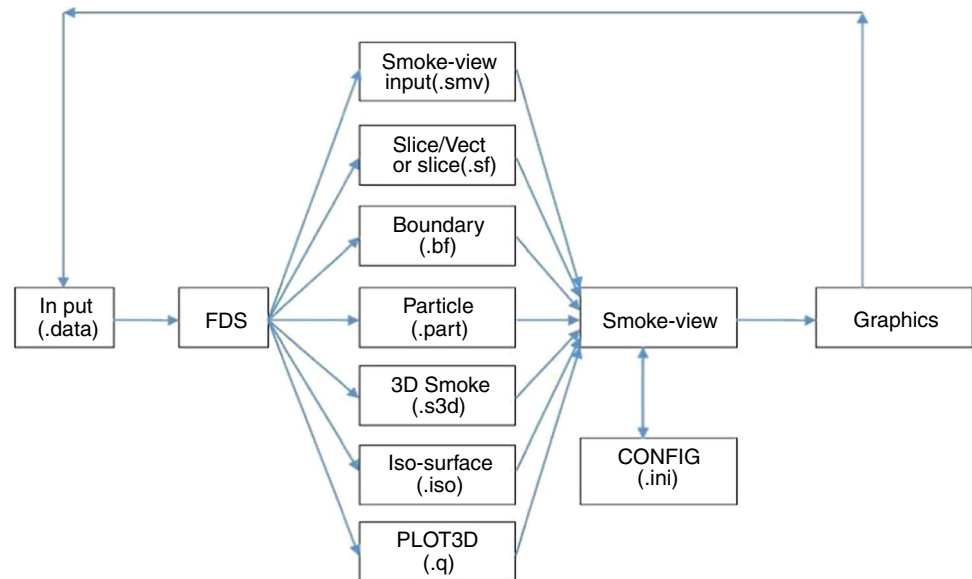 Smoke-view
input(.smv)
Slice/Vect
or slice(.sf)
Boundary
(.bf)
In put
(.data)
FDS
Particle
(.part)
Smoke-view
Graphics
3D Smoke
(.s3d)
Iso-surface
(.iso)
CONFIG
(.ini)
PLOT3D
(.q)